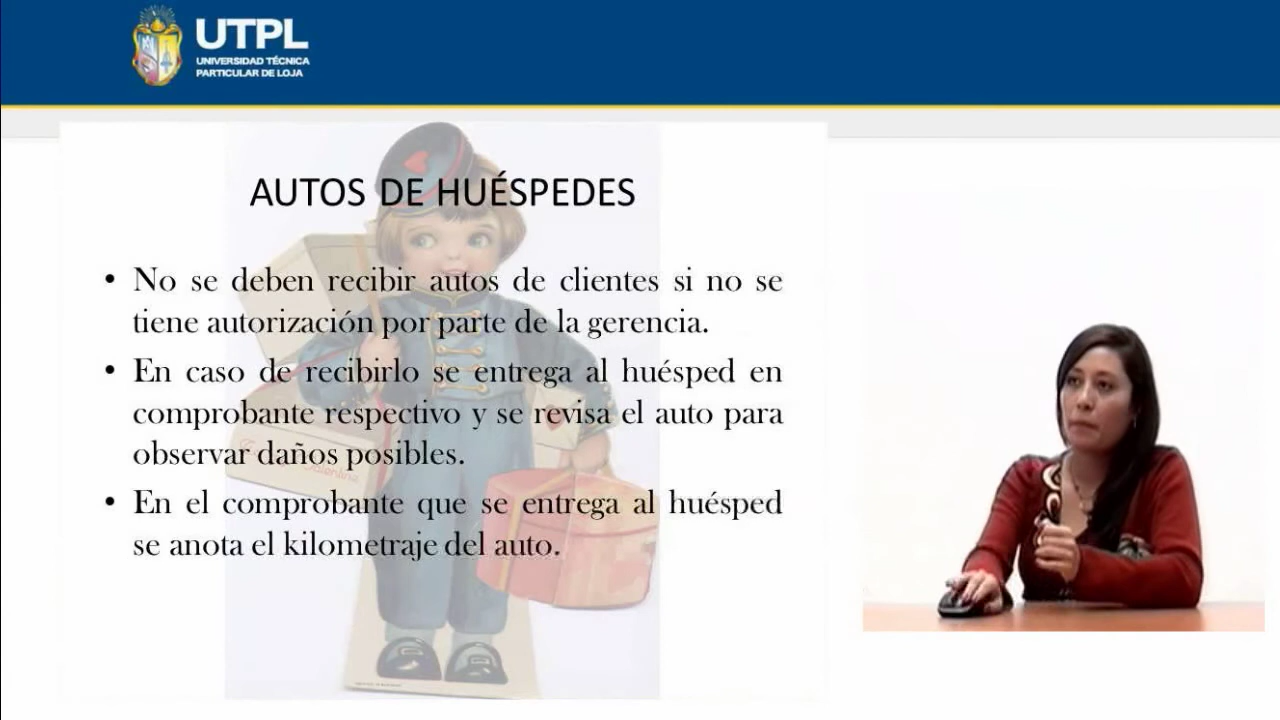 UTPL
UNIVERSIDAD TÉCNICA
PARTICULAR DE LOJA
AUTOS DE HUÉSPEDES
• No se deben recibir autos de clientes si no se
tiene autorización por parte de la gerencia.
• En caso de recibirlo se entrega al huésped en
comprobante respectivo y se revisa el auto para
observar daños posibles.
• En el comprobante que se entrega al huésped
se anota el kilometraje del auto.